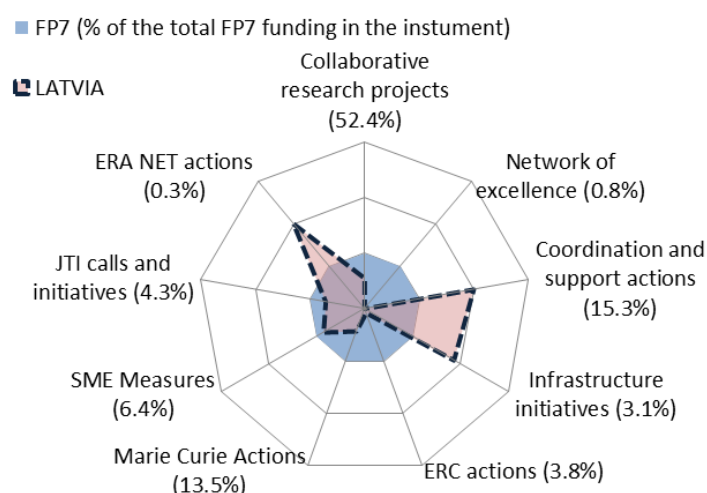 FP7 (% of the total FP7 funding in the instument)
LATVIA
Collaborative
research projects
(52.4%)
Network of
excellence (0.8%)
Coordination and
support actions
(15.3%)
Infrastructure
initiatives (3.1%)
ERC actions (3.8%)
Marie Curie Actions
(13.5%)
SME Measures
(6.4%)
JTI calls and
initiatives (4.3%)
ERA NET actions
(0.3%)